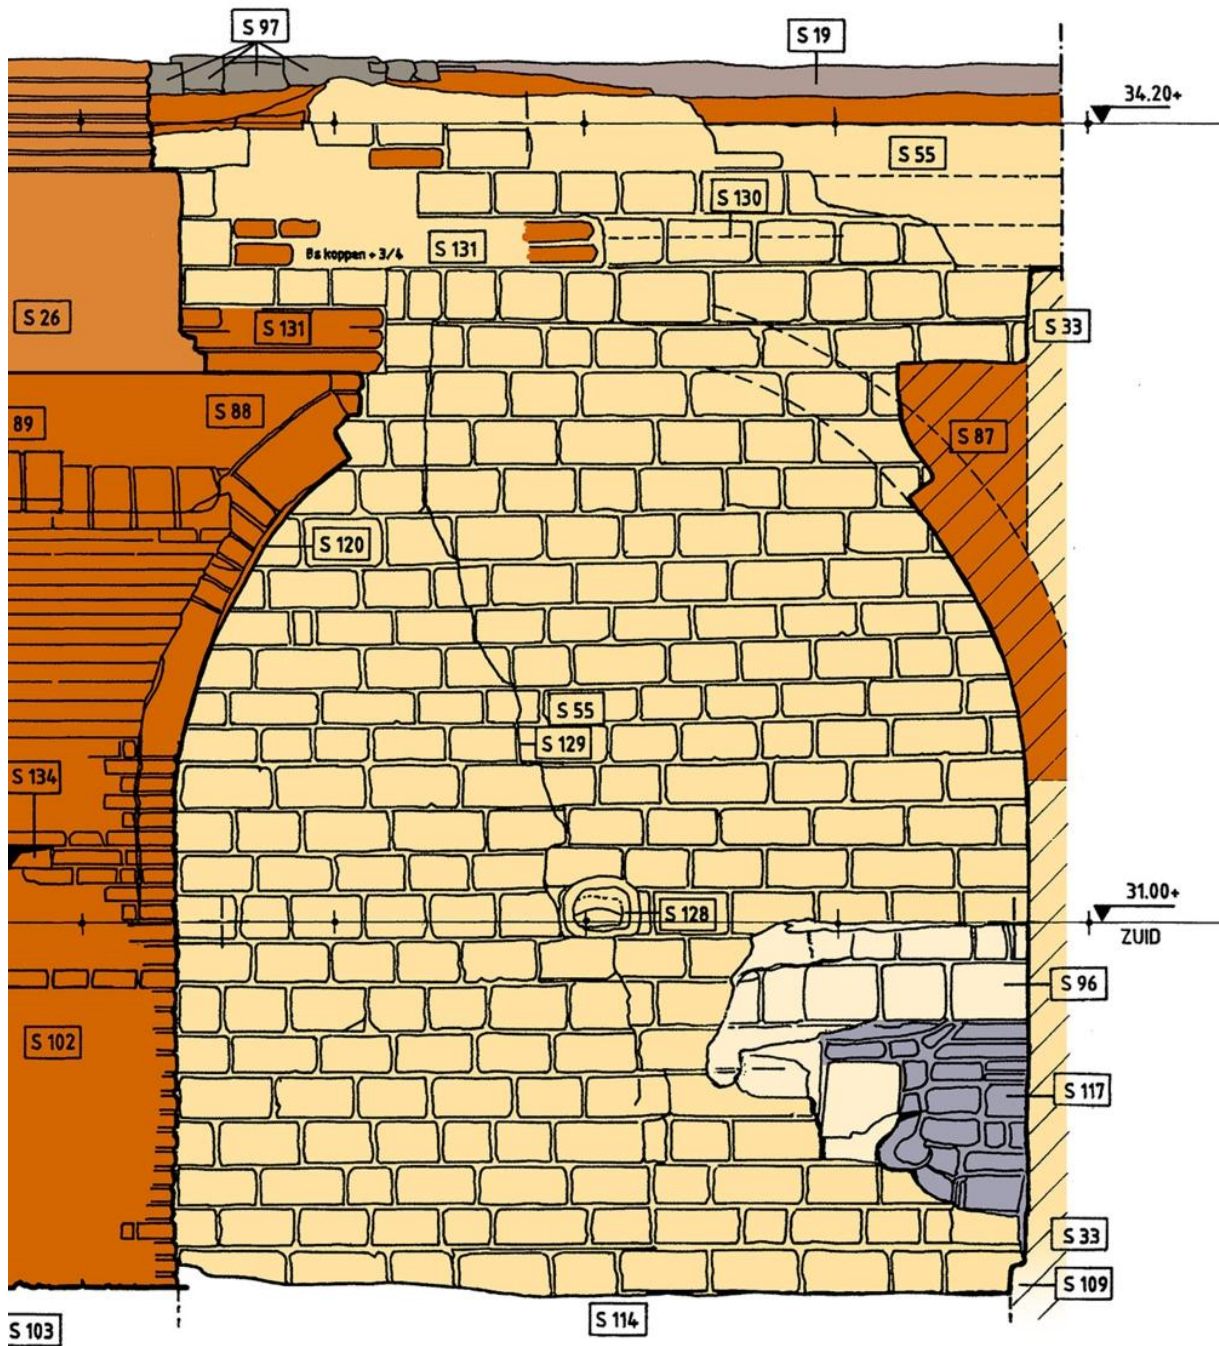 S 97
S 19
34.20+
S 55
S 130
S 131
Bs koppen + 3/4
S 26
S 131
S 33
S 88
89
S 87
S 120
S 55
S 129
S 134
S 128
31.00+
ZUID
S 96
S 102
S 117
S 33
S 109
S 114
S 103